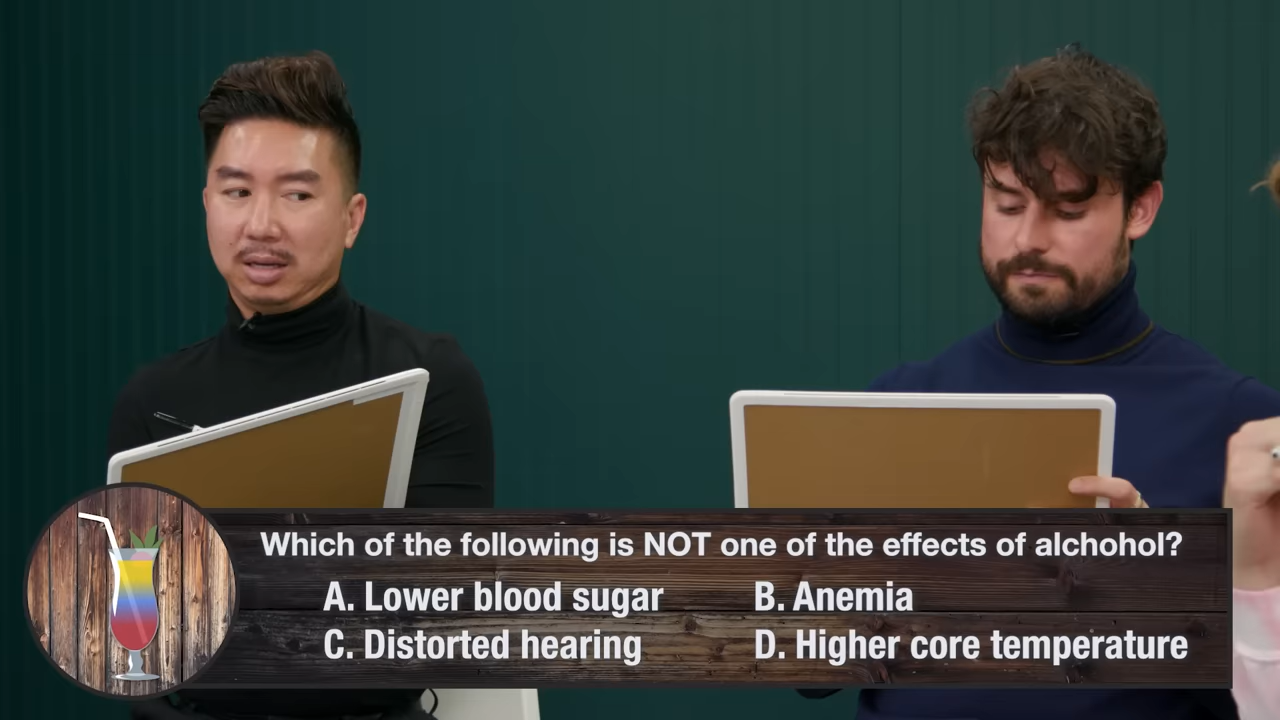 Which of the following is NOT one of the effects of alchohol?
A. Lower blood sugar
B. Anemia
C. Distorted hearing
D. Higher core temperature